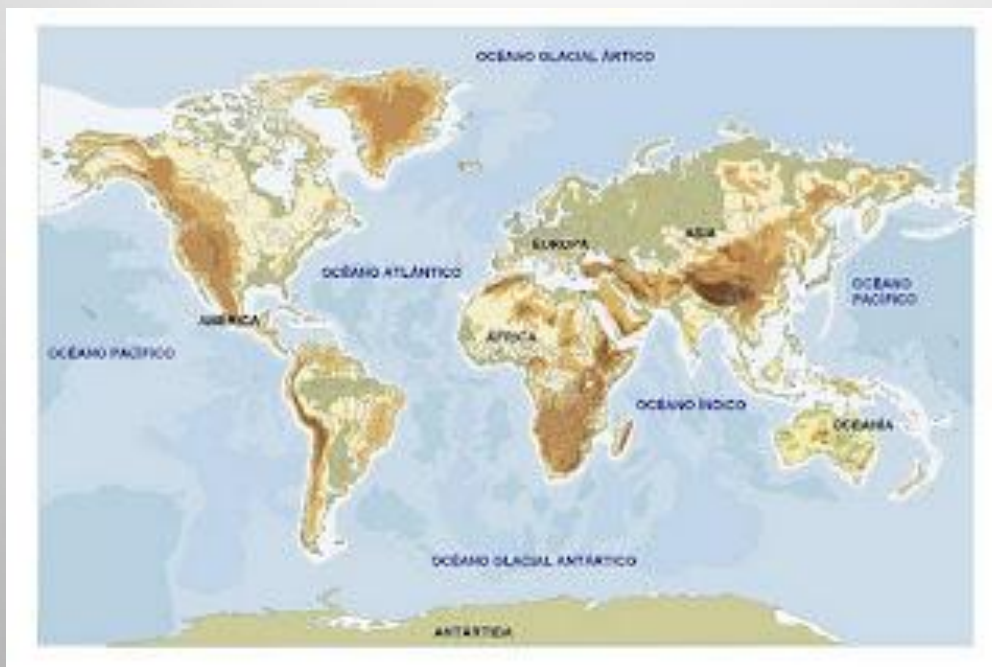 OCÉANO GLACIAL ÁRTICO
EUROPA
ASIA
OCÉANO ATLÁNTICO
OCÉANO
PACÍFICO
AMÉRICA
ÁFRICA
OCÉANO PACÍFICO
OCÉANO ÍNDICO
OCEANÍA
OCÉANO GLACIAL ANTÁRTICO
ANTÁRTIDA